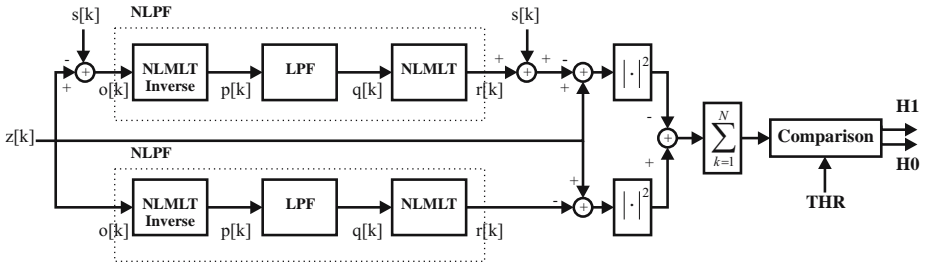 NLPF
s[k]
s[k]
-
+
+
o[k]
NLMLT
Inverse
p[k]
LPF
q[k]
NLMLT
r[k]
+
+
+
-
+
+
|·|²
z[k]
-
+
+
N
∑
k=1
Comparison
H1
H0
THR
NLPF
o[k]
NLMLT
Inverse
p[k]
LPF
q[k]
NLMLT
r[k]
+
-
+
|·|²